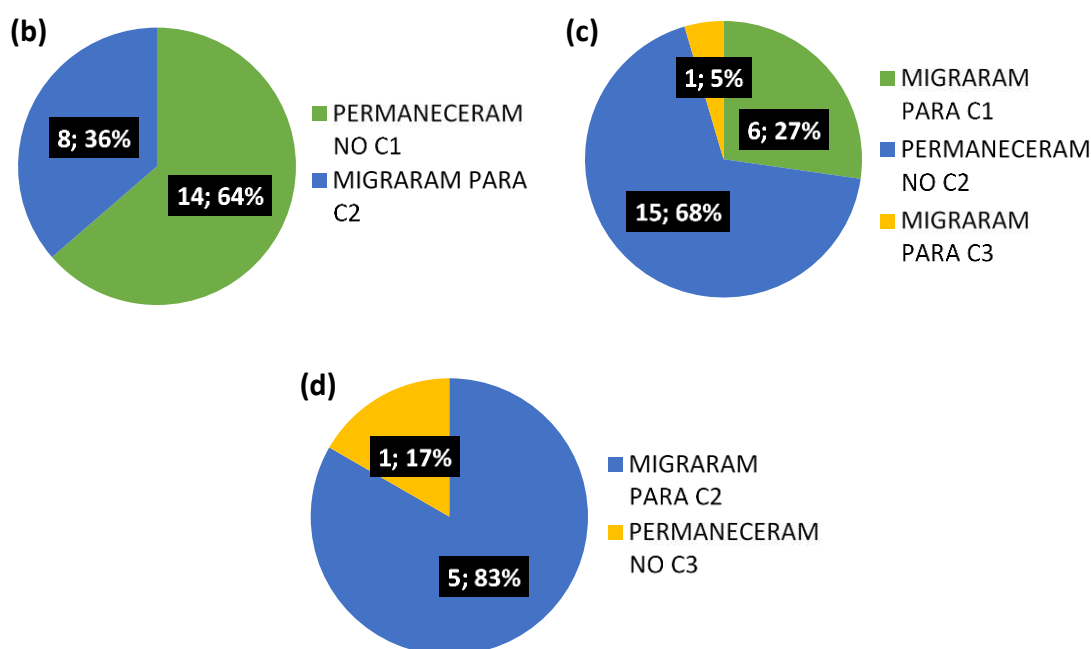 (b)
8; 36%
14; 64%
PERMANECERAM
NO C1
MIGRARAM PARA
C2
(c)
1; 5%
6; 27%
15; 68%
MIGRARAM
PARA C1
PERMANECERAM
NO C2
MIGRARAM
PARA C3
(d)
1; 17%
5; 83%
MIGRARAM
PARA C2
PERMANECERAM
NO C3